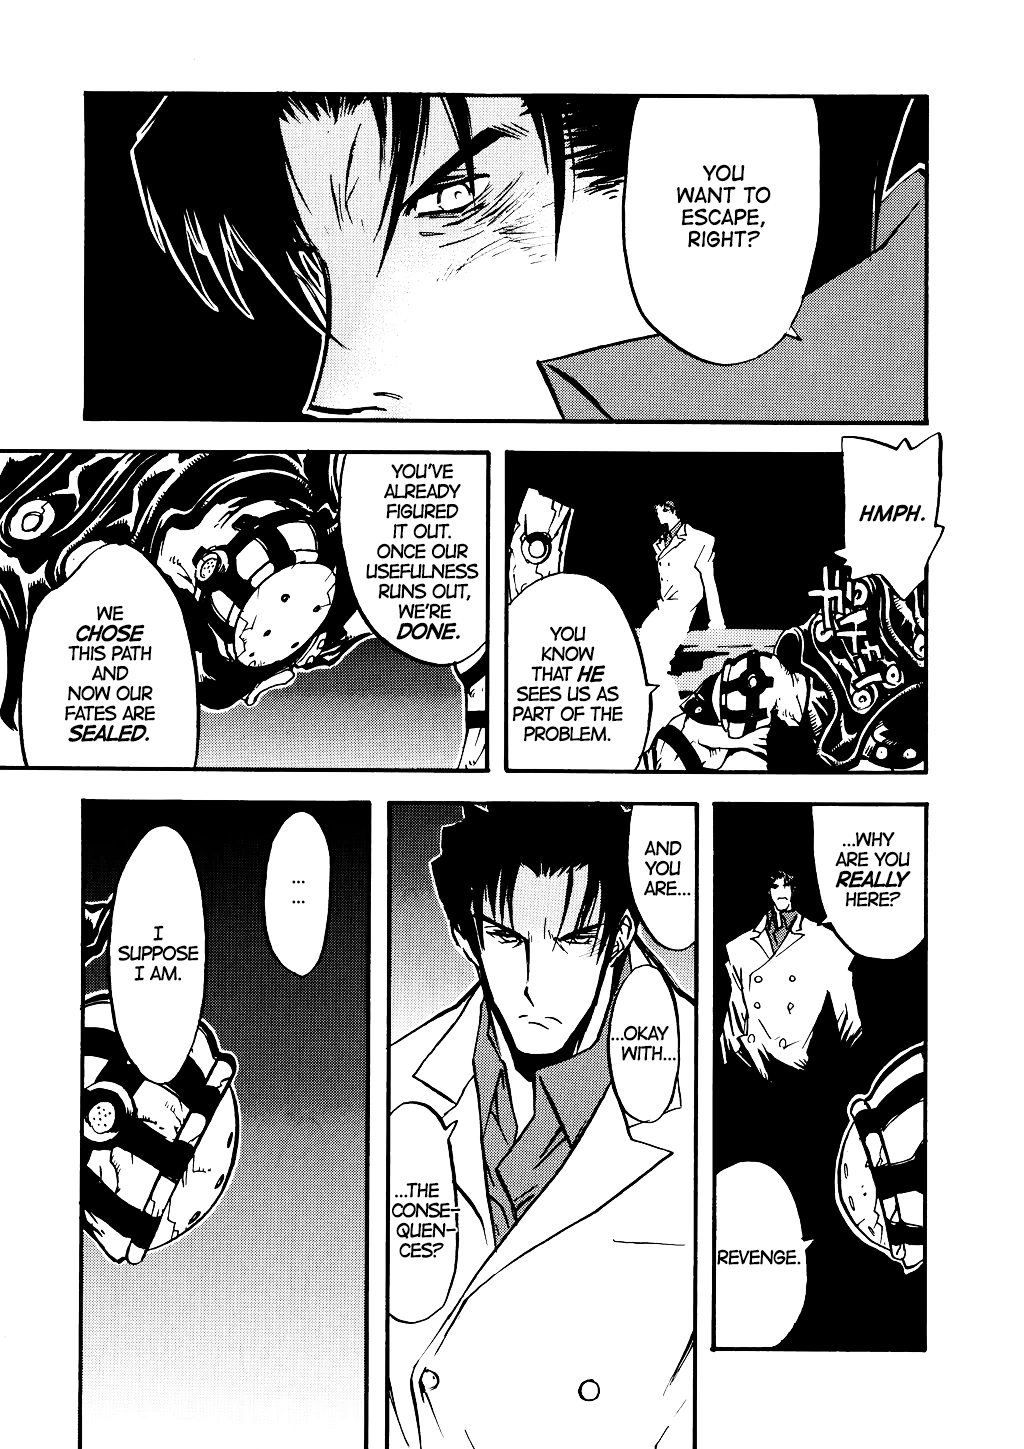 YOU
WANT TO
ESCAPE,
RIGHT?
HMPH.
YOU
KNOW
THAT HE
SEES US AS
PART OF THE
PROBLEM.
YOU'VE
ALREADY
FIGURED
IT OUT.
ONCE OUR
USEFULNESS
RUNS OUT,
WE'RE
DONE.
WE
CHOSE
THIS PATH
AND
NOW OUR
FATES ARE
SEALED.
...WHY
ARE YOU
REALLY
HERE?
REVENGE.
AND
YOU
ARE...
...OKAY
WITH...
...THE
CONSE-
QUEN-
CES?
...
...
I
SUPPOSE
I AM.